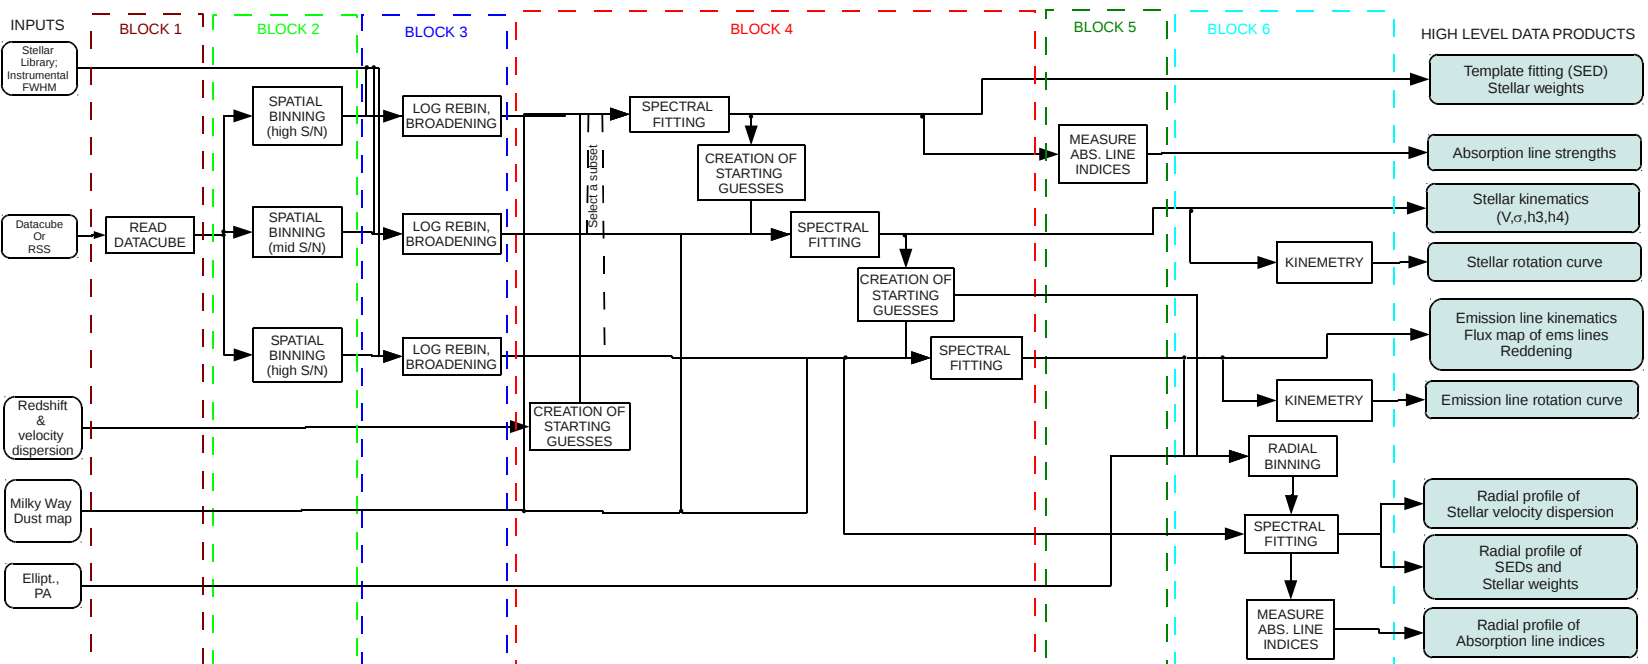 INPUTS
BLOCK 1
BLOCK 2
BLOCK 3
BLOCK 4
BLOCK 5
BLOCK 6
HIGH LEVEL DATA PRODUCTS
Stellar
Library;
Instrumental
FWHM
Datacube
Or
RSS
Redshift
&
velocity
dispersion
Milky Way
Dust map
Ellipt.,
PA
READ
DATACUBE
SPATIAL
BINNING
(high S/N)
SPATIAL
BINNING
(mid S/N)
SPATIAL
BINNING
(high S/N)
LOG REBIN,
BROADENING
LOG REBIN,
BROADENING
LOG REBIN,
BROADENING
Select a subset
SPECTRAL
FITTING
CREATION OF
STARTING
GUESSES
SPECTRAL
FITTING
CREATION OF
STARTING
GUESSES
SPECTRAL
FITTING
CREATION OF
STARTING
GUESSES
MEASURE
ABS. LINE
INDICES
KINEMETRY
KINEMETRY
RADIAL
BINNING
SPECTRAL
FITTING
MEASURE
ABS. LINE
INDICES
Template fitting (SED)
Stellar weights
Absorption line strengths
Stellar kinematics
(V,σ,h3,h4)
Stellar rotation curve
Emission line kinematics
Flux map of ems lines
Reddening
Emission line rotation curve
Radial profile of
Stellar velocity dispersion
Radial profile of
SEDs and
Stellar weights
Radial profile of
Absorption line indices